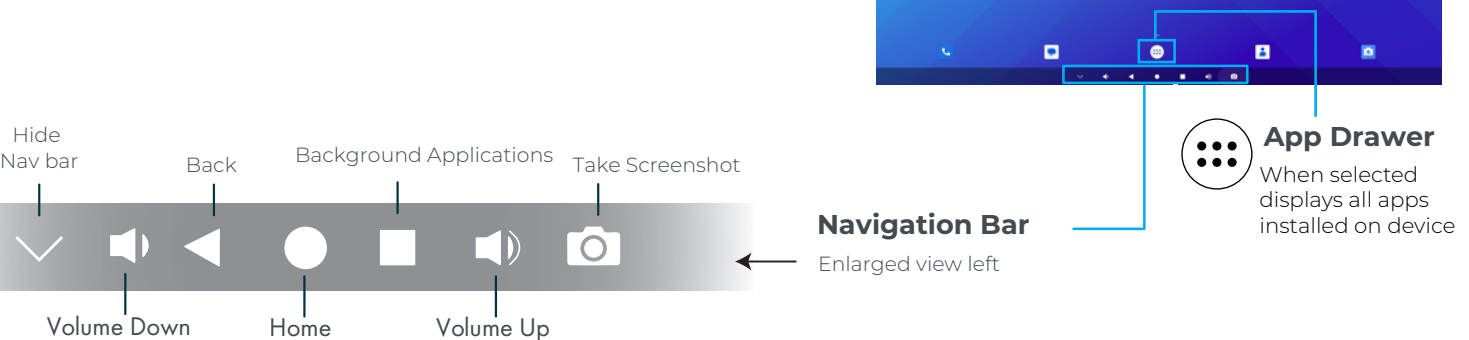 Hide
Nav bar
Back
Background Applications
Take Screenshot
Volume Down
Home
Volume Up
Navigation Bar
Enlarged view left
App Drawer
When selected
displays all apps
installed on device